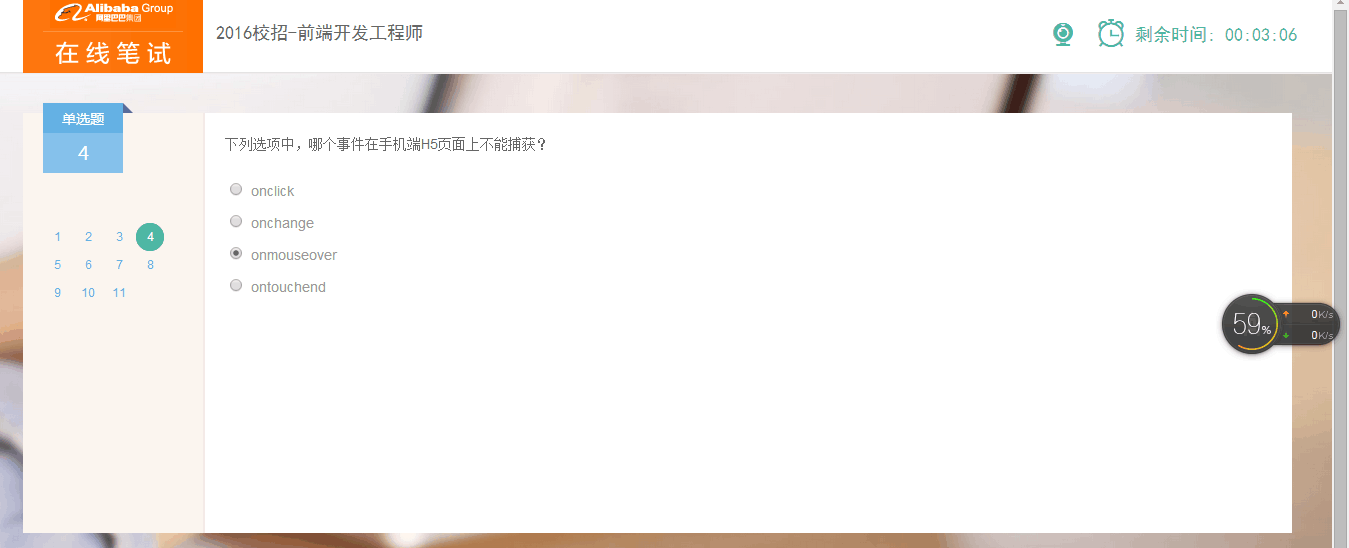 Alibaba Group
阿里巴巴集团
在线笔试
2016校招-前端开发工程师
剩余时间: 00:03:06
单选题
4
1 2 3 4
5 6 7 8
9 10 11
下列选项中，哪个事件在手机端H5页面上不能捕获？
onclick
onchange
onmouseover
ontouchend
59%
0K/s
0K/s